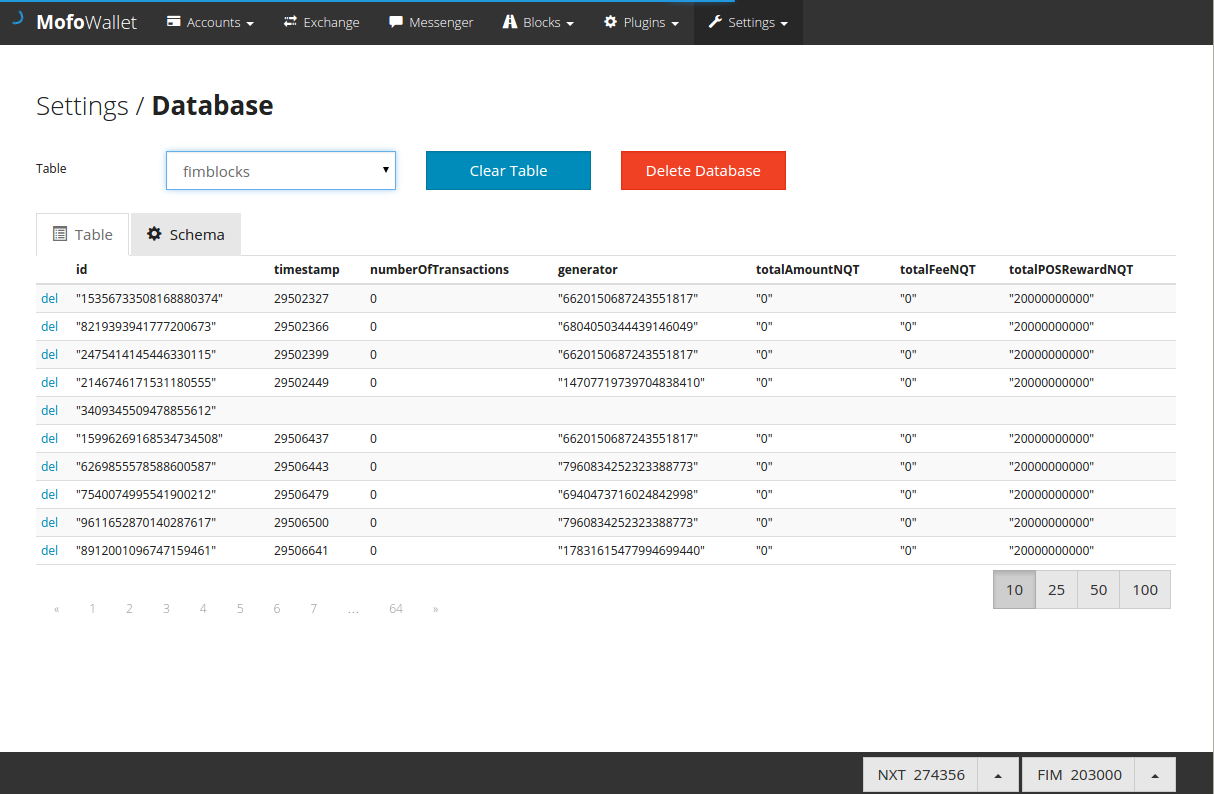 MofoWallet Accounts Exchange Messenger Blocks Plugins Settings
Settings / Database
Table fimblocks Clear Table Delete Database
Table Schema
id timestamp numberOfTransactions generator totalAmountNQT totalFeeNQT totalPOSRewardNQT
del "15356733508168880374" 29502327 0 "6620150687243551817" "0" "0" "20000000000"
del "8219393941777200673" 29502366 0 "6804050344439146049" "0" "0" "20000000000"
del "2475414145446330115" 29502399 0 "6620150687243551817" "0" "0" "20000000000"
del "2146746171531180555" 29502449 0 "14707719739704838410" "0" "0" "20000000000"
del "3409345509478855612"
del "15996269168534734508" 29506437 0 "6620150687243551817" "0" "0" "20000000000"
del "6269855578588600587" 29506443 0 "7960834252323388773" "0" "0" "20000000000"
del "7540074995541900212" 29506479 0 "6940473716024842998" "0" "0" "20000000000"
del "9611652870140287617" 29506500 0 "7960834252323388773" "0" "0" "20000000000"
del "8912001096747159461" 29506641 0 "17831615477994699440" "0" "0" "20000000000"
10 25 50 100
« 1 2 3 4 5 6 7 ... 64 »
NXT 274356 FIM 203000